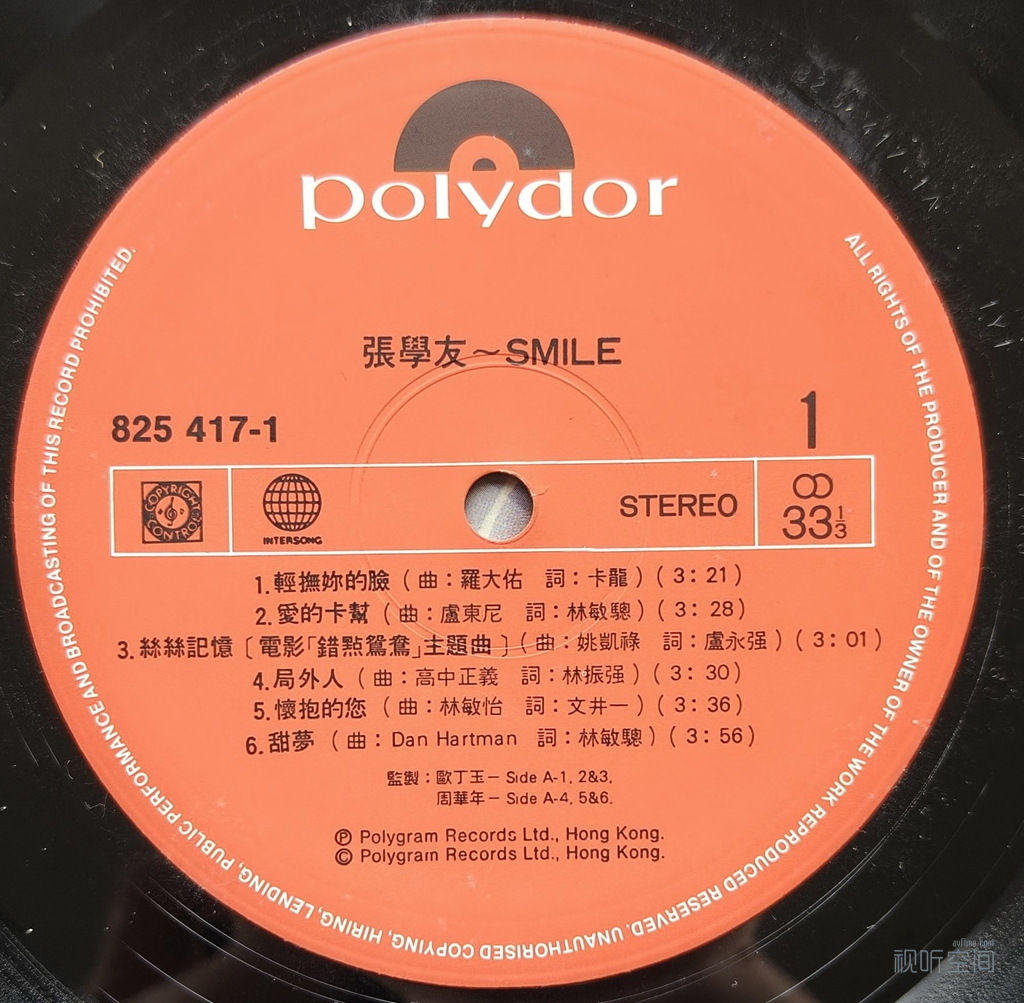 polydor
張學友～SMILE
825 417-1
1
COPYRIGHT CONTROL
INTERSONG
STEREO
33⅓
1.輕撫妳的臉（曲：羅大佑 詞：卡龍）(3:21)
2.愛的卡幫（曲：盧東尼 詞：林敏驄）(3:28)
3.絲絲記憶〔電影「錯點鴛鴦」主題曲〕（曲：姚凱祿 詞：盧永强）(3:01)
4.局外人（曲：高中正義 詞：林振强）(3:30)
5.懷抱的您（曲：林敏怡 詞：文井一）(3:36)
6.甜夢（曲：Dan Hartman 詞：林敏驄）(3:56)
監製：歐丁玉－Side A-1, 2&3.
周華年－Side A-4, 5&6.
Ⓟ Polygram Records Ltd., Hong Kong.
© Polygram Records Ltd., Hong Kong.
ALL RIGHTS OF THE PRODUCER AND OF THE OWNER OF THE WORK REPRODUCED RESERVED. UNAUTHORISED COPYING, HIRING, LENDING, PUBLIC PERFORMANCE AND BROADCASTING OF THIS RECORD PROHIBITED.
视听空间